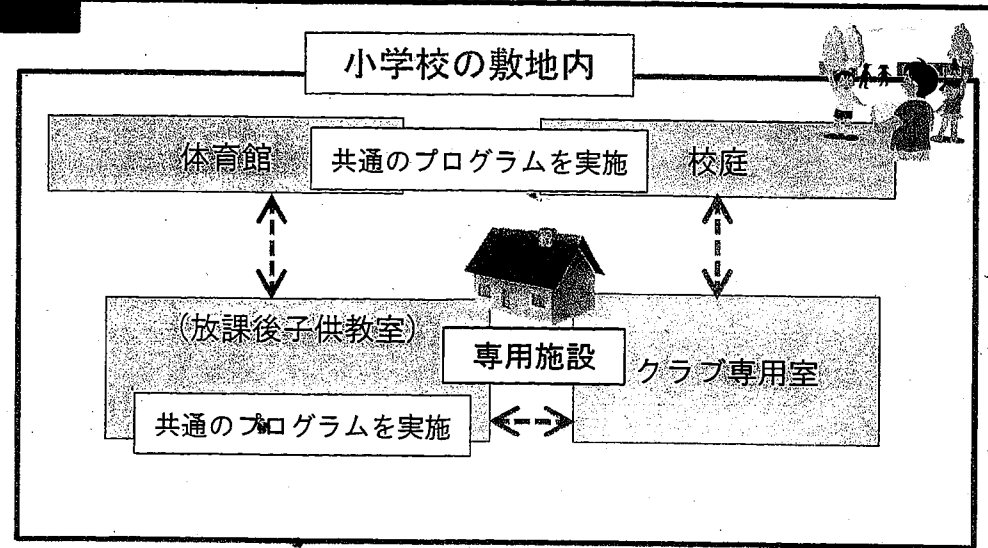 小学校の敷地内
体育館
共通のプログラムを実施
校庭
(放課後子供教室)
専用施設
クラブ専用室
共通のプログラムを実施